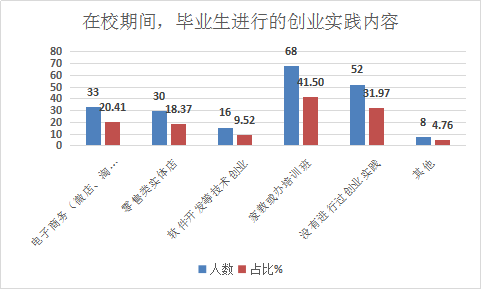 在校期间，毕业生进行的创业实践内容
80
70
60
50
40
30
20
10
0
33
20.41
30
18.37
16
9.52
68
41.50
52
31.97
8
4.76
电子商务（微店、淘…
零售类实体店
软件开发等技术创业
家教或办培训班
没有进行过创业实践
其他
人数
占比%